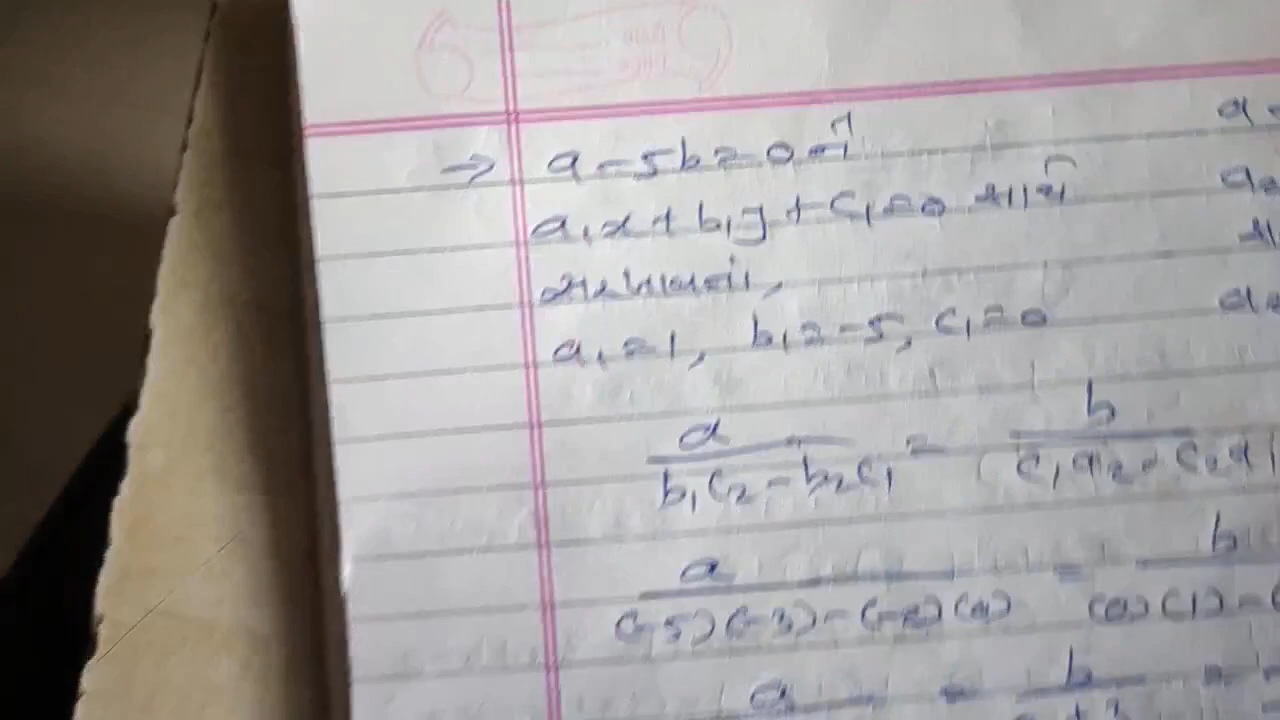 → a - 5b = 0 ને
a₁x + b₁y + c₁ = 0 સાથે
સરખાવતાં,
a₁ = 1, b₁ = -5, c₁ = 0
a / (b₁c₂ - b₂c₁) = b / (c₁a₂ - c₂a₁
a / ((-5)(-3) - (-2)(0)) = b / ((0)(1) - (
a = b